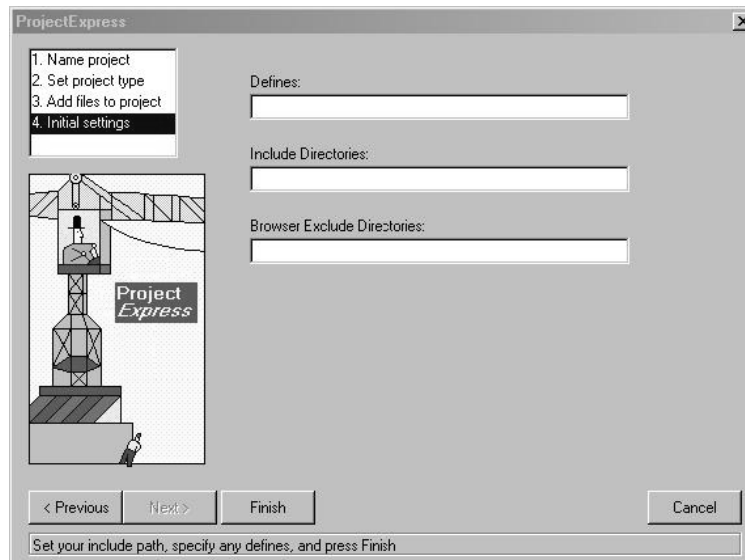 ProjectExpress
1. Name project
2. Set project type
3. Add files to project
4. Initial settings
Defines:
Include Directories:
Browser Exclude Directories:
Project
Express
< Previous
Next >
Finish
Cancel
Set your include path, specify any defines, and press Finish